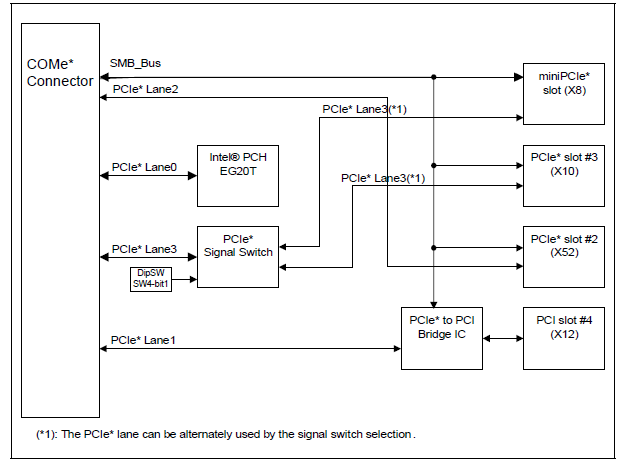 COMe*
Connector
SMB_Bus
miniPCIe*
slot (X8)
PCIe* Lane2
PCIe* Lane3(*1)
PCIe* Lane0
Intel® PCH
EG20T
PCIe* slot #3
(X10)
PCIe* Lane3(*1)
PCIe* Lane3
PCIe*
Signal Switch
PCIe* slot #2
(X52)
DipSW
SW4-bit1
PCIe* Lane1
PCIe* to PCI
Bridge IC
PCI slot #4
(X12)
(*1): The PCIe* lane can be alternately used by the signal switch selection.